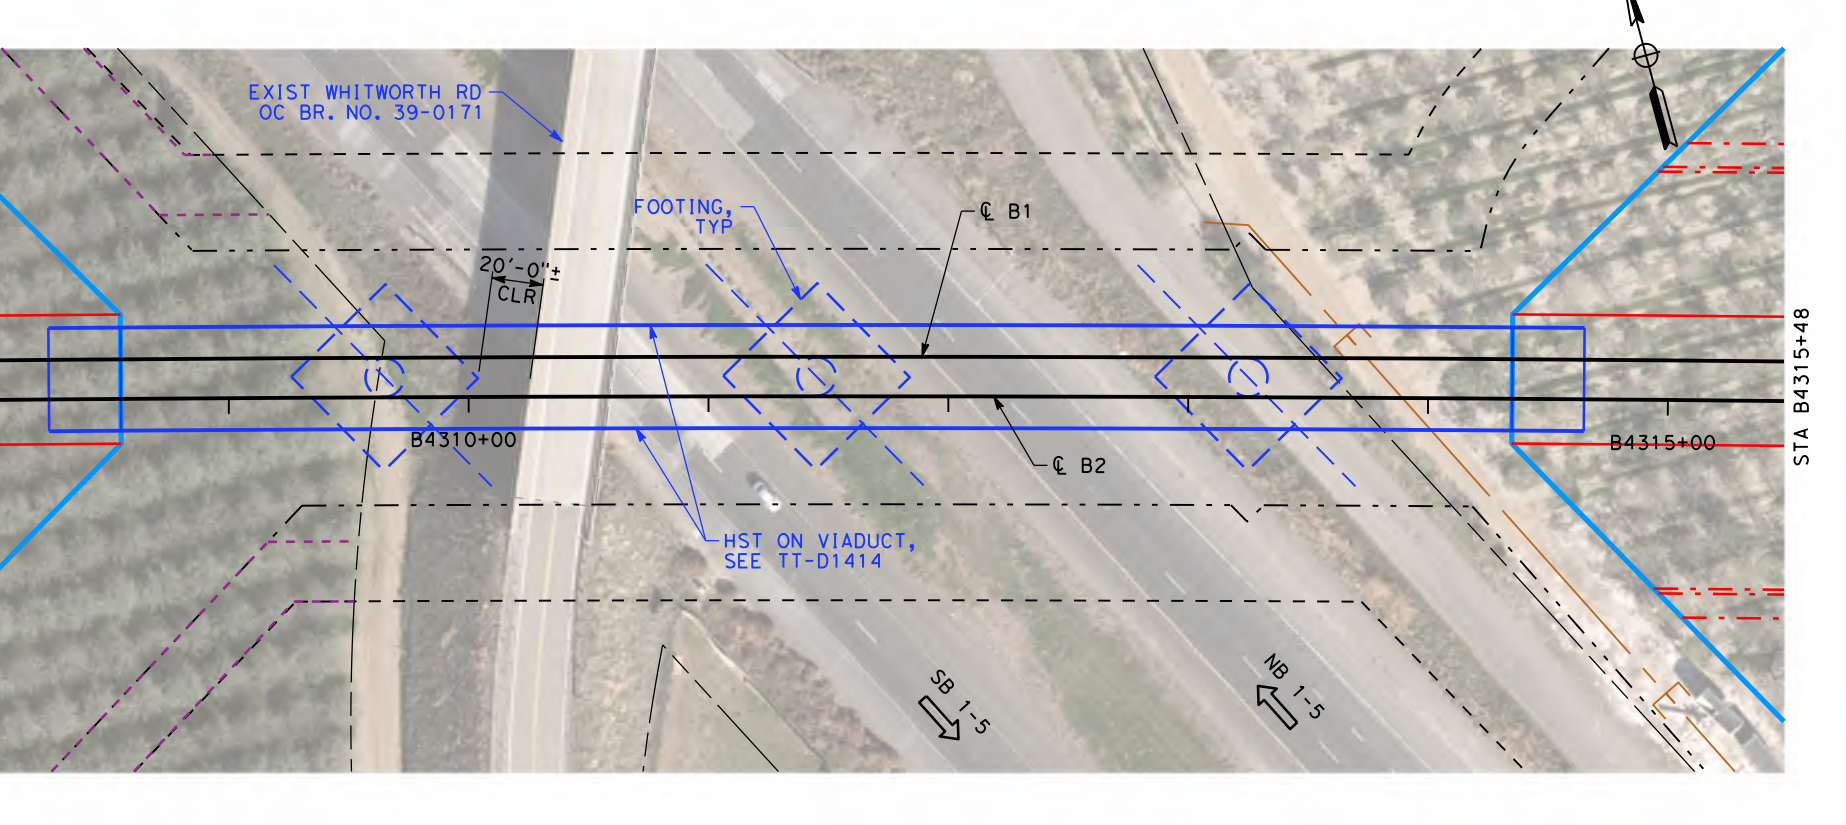 EXIST WHITWORTH RD
OC BR. NO. 39-0171
FOOTING,
TYP
℄ B1
20'-0"±
CLR
B4310+00
℄ B2
B4315+00
STA B4315+48
HST ON VIADUCT,
SEE TT-D1414
SB I-5
NB I-5
E
E